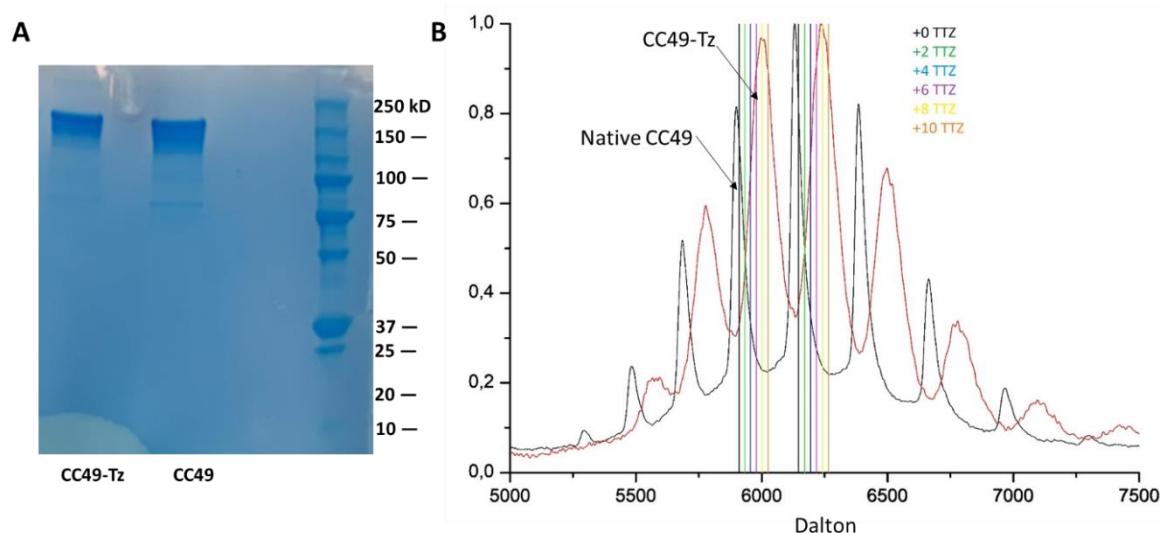 A
250 kD
150 —
100 —
75 —
50 —
37 —
25 —
20 —
10 —
CC49-Tz CC49
B
1,0
0,8
0,6
0,4
0,2
0,0
CC49-Tz
Native CC49
+0 TTZ
+2 TTZ
+4 TTZ
+6 TTZ
+8 TTZ
+10 TTZ
5000 5500 6000 6500 7000 7500
Dalton